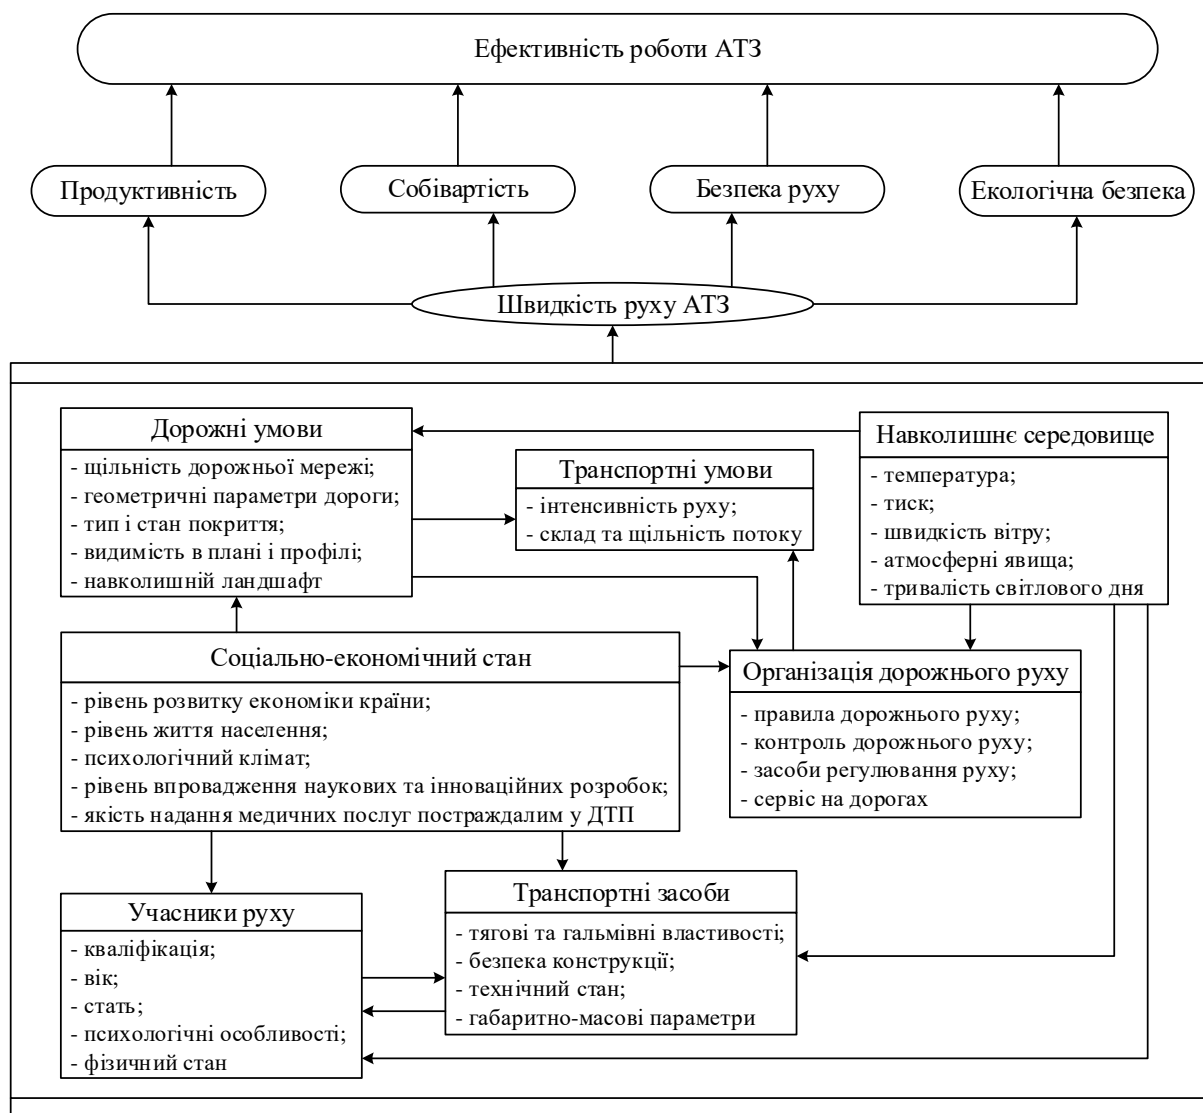 Ефективність роботи АТЗ
Продуктивність
Собівартість
Безпека руху
Екологічна безпека
Швидкість руху АТЗ
Дорожні умови
- щільність дорожньої мережі;
- геометричні параметри дороги;
- тип і стан покриття;
- видимість в плані і профілі;
- навколишній ландшафт
Транспортні умови
- інтенсивність руху;
- склад та щільність потоку
Навколишнє середовище
- температура;
- тиск;
- швидкість вітру;
- атмосферні явища;
- тривалість світлового дня
Соціально-економічний стан
- рівень розвитку економіки країни;
- рівень життя населення;
- психологічний клімат;
- рівень впровадження наукових та інноваційних розробок;
- якість надання медичних послуг постраждалим у ДТП
Організація дорожнього руху
- правила дорожнього руху;
- контроль дорожнього руху;
- засоби регулювання руху;
- сервіс на дорогах
Учасники руху
- кваліфікація;
- вік;
- стать;
- психологічні особливості;
- фізичний стан
Транспортні засоби
- тягові та гальмівні властивості;
- безпека конструкції;
- технічний стан;
- габаритно-масові параметри